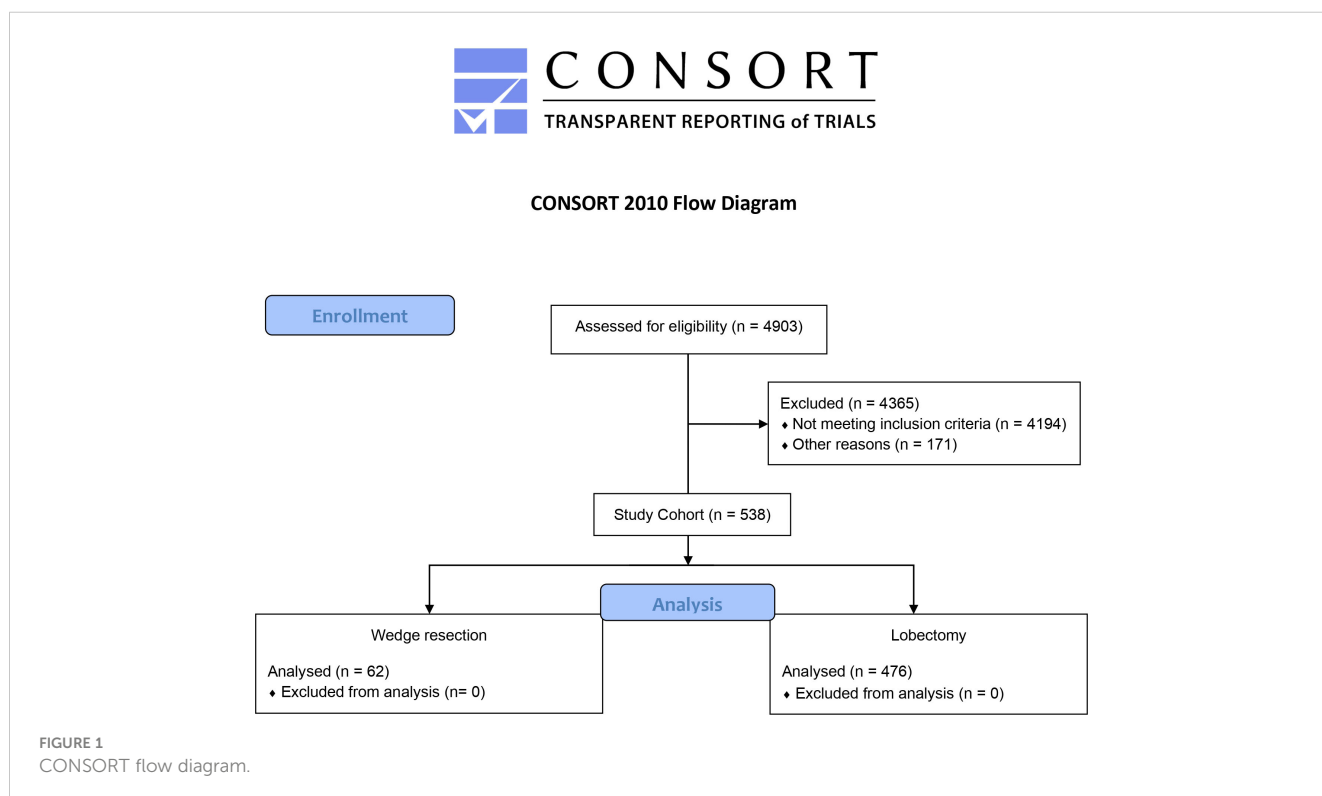 CONSORT
TRANSPARENT REPORTING of TRIALS
CONSORT 2010 Flow Diagram
Enrollment
Assessed for eligibility (n = 4903)
Excluded (n = 4365)
♦ Not meeting inclusion criteria (n = 4194)
♦ Other reasons (n = 171)
Study Cohort (n = 538)
Analysis
Wedge resection
Analysed (n = 62)
♦ Excluded from analysis (n= 0)
Lobectomy
Analysed (n = 476)
♦ Excluded from analysis (n = 0)
FIGURE 1
CONSORT flow diagram.